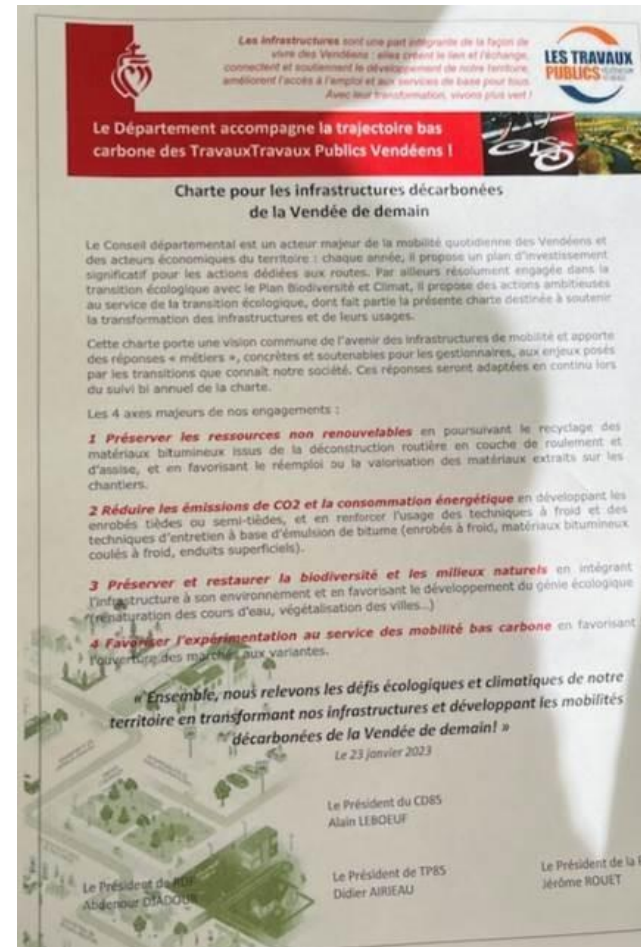 Les infrastructures sont une part intégrante de la façon de
vivre des Vendéens : elles créent le lien et l'échange,
connectent et soutiennent le développement de notre territoire,
améliorent l'accès à l'emploi et aux services de base pour tous.
Avec leur transformation, vivons plus vert !
LES TRAVAUX
PUBLICS
Le Département accompagne la trajectoire bas
carbone des TravauxTravaux Publics Vendéens !
Charte pour les infrastructures décarbonées
de la Vendée de demain
Le Conseil départemental est un acteur majeur de la mobilité quotidienne des Vendéens et
des acteurs économiques du territoire : chaque année, il propose un plan d'investissement
significatif pour les actions dédiées aux routes. Par ailleurs résolument engagée dans la
transition écologique avec le Plan Biodiversité et Climat, il propose des actions ambitieuses
au service de la transition écologique, dont fait partie la présente charte destinée à soutenir
la transformation des infrastructures et de leurs usages.
Cette charte porte une vision commune de l'avenir des infrastructures de mobilité et apporte
des réponses « métiers », concrètes et soutenables pour les gestionnaires, aux enjeux posés
par les transitions que connaît notre société. Ces réponses seront adaptées en continu lors
du suivi bi annuel de la charte.
Les 4 axes majeurs de nos engagements :
1 Préserver les ressources non renouvelables en poursuivant le recyclage des
matériaux bitumineux issus de la déconstruction routière en couche de roulement et
d'assise, et en favorisant le réemploi ou la valorisation des matériaux extraits sur les
chantiers.
2 Réduire les émissions de CO2 et la consommation énergétique en développant les
enrobés tièdes ou semi-tièdes, et en renforcer l'usage des techniques à froid et des
techniques d'entretien à base d'émulsion de bitume (enrobés à froid, matériaux bitumineux
coulés à froid, enduits superficiels).
3 Préserver et restaurer la biodiversité et les milieux naturels en intégrant
l'infrastructure à son environnement et en favorisant le développement du génie écologique
(rénaturation des cours d'eau, végétalisation des villes...)
4 Favoriser l'expérimentation au service des mobilité bas carbone en favorisant
l'ouverture des marchés aux variantes.
« Ensemble, nous relevons les défis écologiques et climatiques de notre
territoire en transformant nos infrastructures et développant les mobilités
décarbonées de la Vendée de demain! »
Le 23 janvier 2023
Le Président du CD85
Alain LEBOEUF
Le Président de
Abdenour DJADOUR
Le Président de TP85
Didier AIRIEAU
Le Président de la
Jérôme ROUET